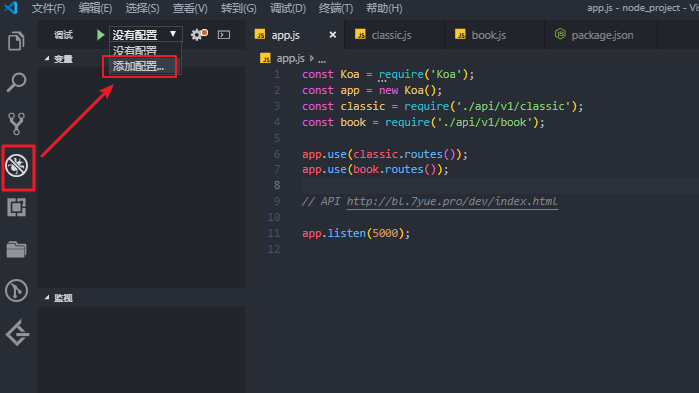 文件(F) 编辑(E) 选择(S) 查看(V) 转到(G) 调试(D) 终端(T) 帮助(H) app.js - node_project - Vis
调试 没有配置
没有配置
添加配置...
变量
监视
app.js × classic.js book.js package.json
app.js › ...
1 const Koa = require('Koa');
2 const app = new Koa();
3 const classic = require('./api/v1/classic');
4 const book = require('./api/v1/book');
5
6 app.use(classic.routes());
7 app.use(book.routes());
8
9 // API http://bl.7yue.pro/dev/index.html
10
11 app.listen(5000);
12